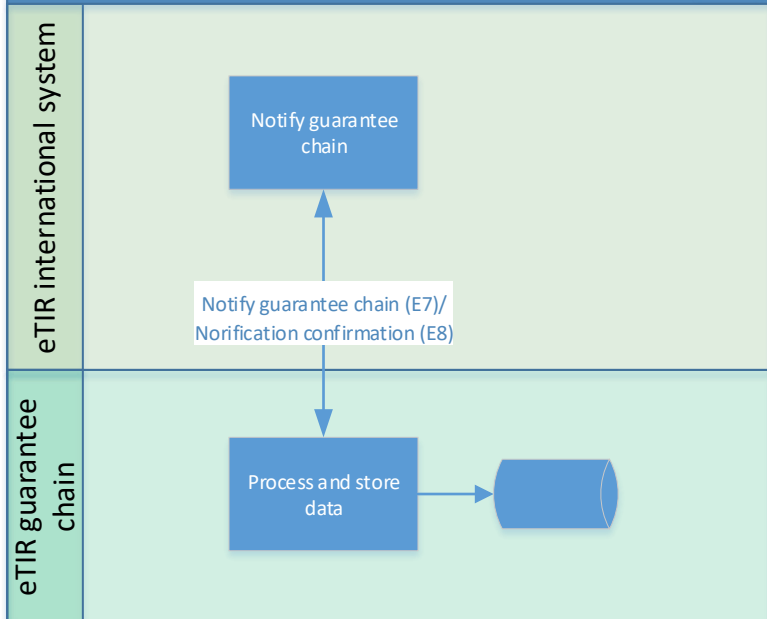 eTIR international system
Notify guarantee
chain
Notify guarantee chain (E7)/
Norification confirmation (E8)
eTIR guarantee
chain
Process and store
data